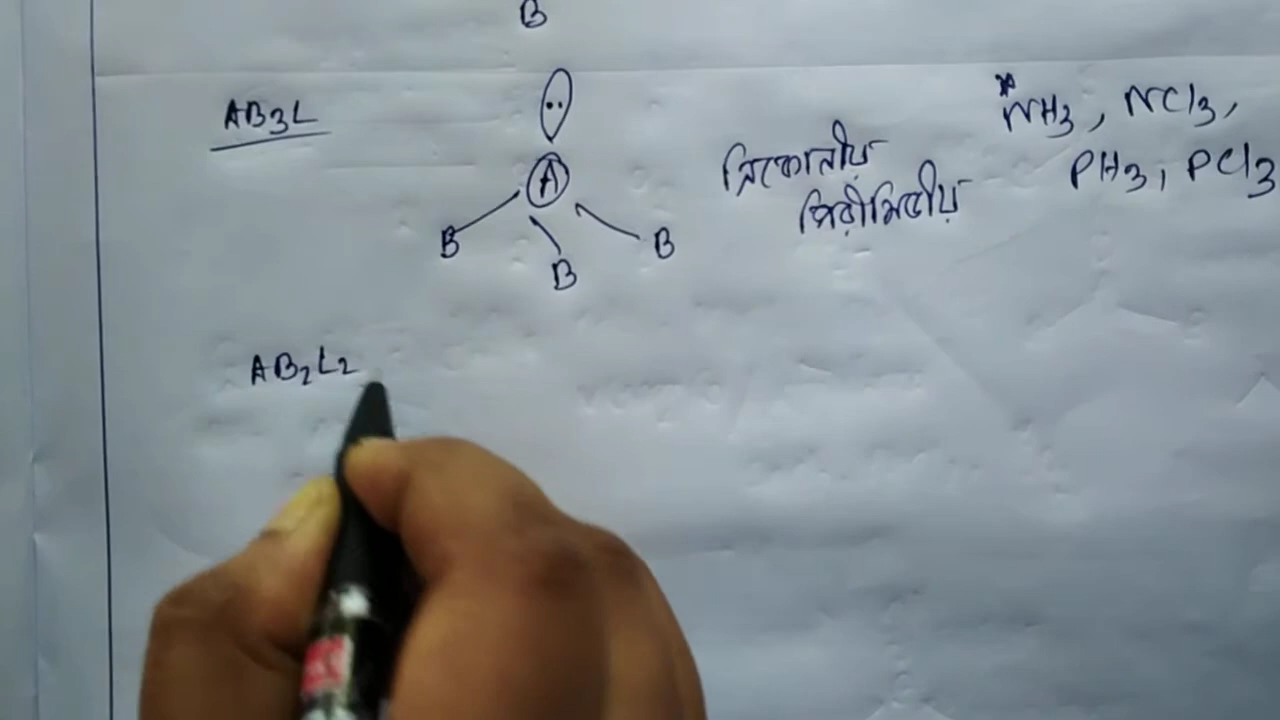 B
AB3L
A
B
B
B
ত্রিকোনীয়
পিরামিডীয়
*NH3, NCl3,
PH3, PCl3
AB2L2